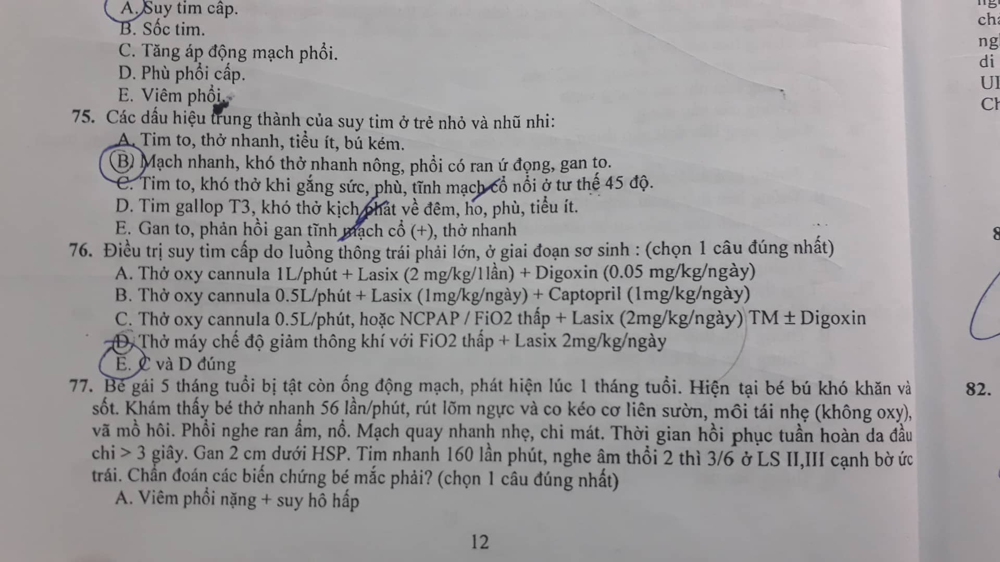 A. Suy tim cấp.
B. Sốc tim.
C. Tăng áp động mạch phổi.
D. Phù phổi cấp.
E. Viêm phổi.
75. Các dấu hiệu trung thành của suy tim ở trẻ nhỏ và nhũ nhi:
A. Tim to, thở nhanh, tiểu ít, bú kém.
B. Mạch nhanh, khó thở nhanh nông, phổi có ran ứ đọng, gan to.
C. Tim to, khó thở khi gắng sức, phù, tĩnh mạch cổ nổi ở tư thế 45 độ.
D. Tim gallop T3, khó thở kịch phát về đêm, ho, phù, tiểu ít.
E. Gan to, phản hồi gan tĩnh mạch cổ (+), thở nhanh
76. Điều trị suy tim cấp do luồng thông trái phải lớn, ở giai đoạn sơ sinh : (chọn 1 câu đúng nhất)
A. Thở oxy cannula 1L/phút + Lasix (2 mg/kg/1lần) + Digoxin (0.05 mg/kg/ngày)
B. Thở oxy cannula 0.5L/phút + Lasix (1mg/kg/ngày) + Captopril (1mg/kg/ngày)
C. Thở oxy cannula 0.5L/phút, hoặc NCPAP / FiO2 thấp + Lasix (2mg/kg/ngày) TM ± Digoxin
D. Thở máy chế độ giảm thông khí với FiO2 thấp + Lasix 2mg/kg/ngày
E. C và D đúng
77. Bé gái 5 tháng tuổi bị tật còn ống động mạch, phát hiện lúc 1 tháng tuổi. Hiện tại bé bú khó khăn và
sốt. Khám thấy bé thở nhanh 56 lần/phút, rút lõm ngực và co kéo cơ liên sườn, môi tái nhẹ (không oxy),
vã mồ hôi. Phổi nghe ran ẩm, nổ. Mạch quay nhanh nhẹ, chi mát. Thời gian hồi phục tuần hoàn da đầu
chi > 3 giây. Gan 2 cm dưới HSP. Tim nhanh 160 lần phút, nghe âm thổi 2 thì 3/6 ở LS II,III cạnh bờ ức
trái. Chẩn đoán các biến chứng bé mắc phải? (chọn 1 câu đúng nhất)
A. Viêm phổi nặng + suy hô hấp
12
di
82.